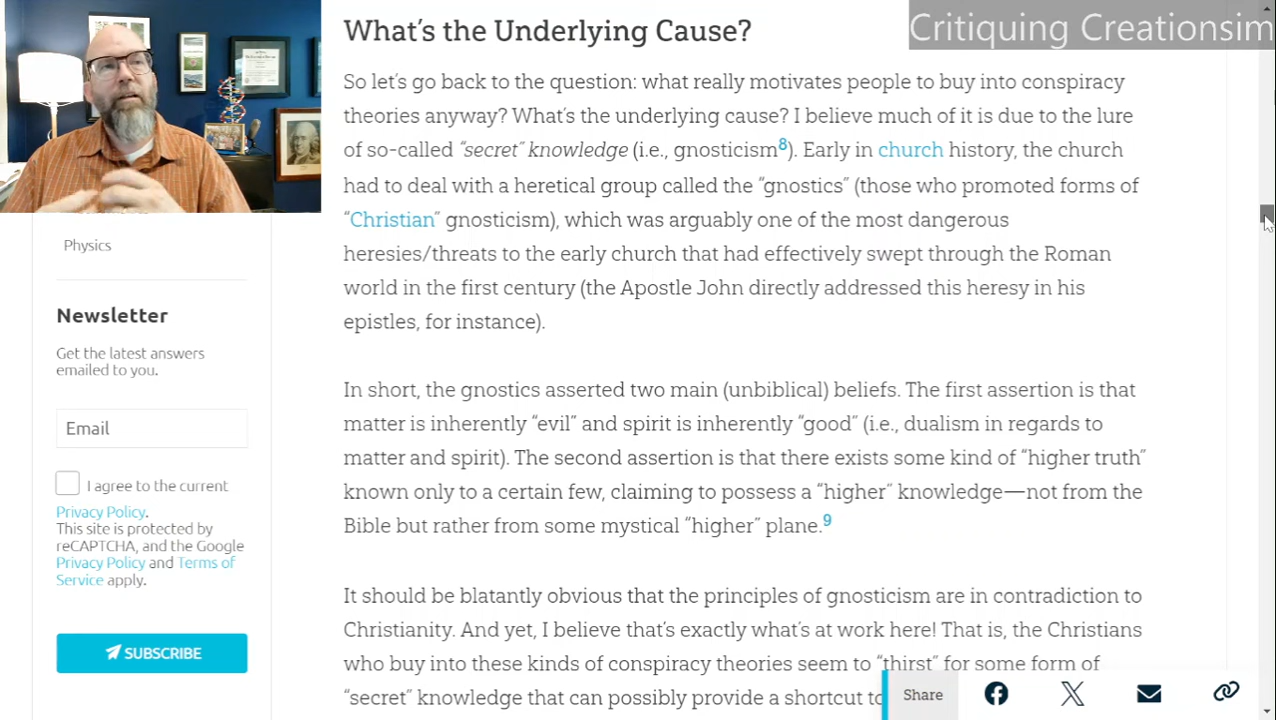 Critiquing Creationsim
What's the Underlying Cause?
So let's go back to the question: what really motivates people to buy into conspiracy
theories anyway? What's the underlying cause? I believe much of it is due to the lure
of so-called “secret” knowledge (i.e., gnosticism8). Early in church history, the church
had to deal with a heretical group called the “gnostics” (those who promoted forms of
“Christian” gnosticism), which was arguably one of the most dangerous
heresies/threats to the early church that had effectively swept through the Roman
world in the first century (the Apostle John directly addressed this heresy in his
epistles, for instance).
In short, the gnostics asserted two main (unbiblical) beliefs. The first assertion is that
matter is inherently “evil” and spirit is inherently “good” (i.e., dualism in regards to
matter and spirit). The second assertion is that there exists some kind of “higher truth”
known only to a certain few, claiming to possess a “higher” knowledge—not from the
Bible but rather from some mystical “higher” plane.9
It should be blatantly obvious that the principles of gnosticism are in contradiction to
Christianity. And yet, I believe that's exactly what's at work here! That is, the Christians
who buy into these kinds of conspiracy theories seem to “thirst” for some form of
“secret” knowledge that can possibly provide a shortcut to
Physics
Newsletter
Get the latest answers
emailed to you.
Email
I agree to the current
Privacy Policy.
This site is protected by
reCAPTCHA, and the Google
Privacy Policy and Terms of
Service apply.
SUBSCRIBE
Share